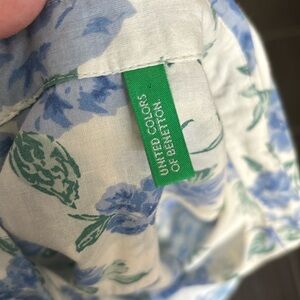 UNITED COLORS
OF BENETTON.